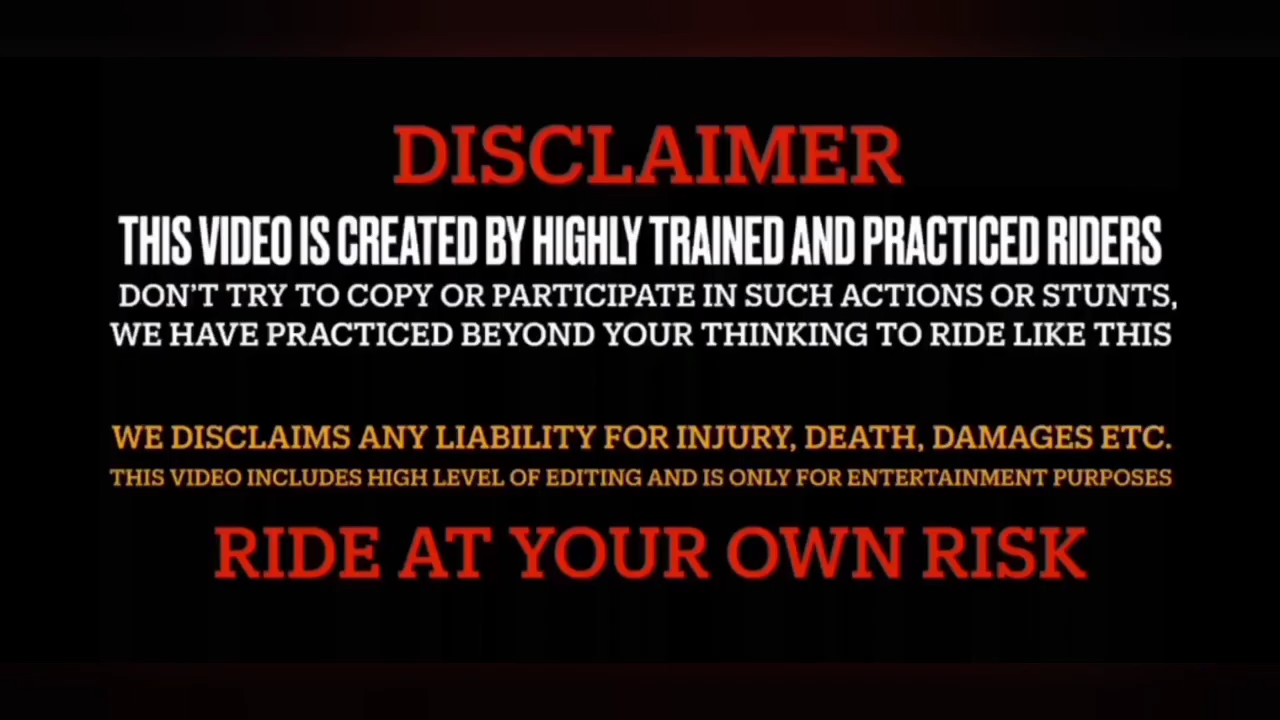 DISCLAIMER
THIS VIDEO IS CREATED BY HIGHLY TRAINED AND PRACTICED RIDERS
DON'T TRY TO COPY OR PARTICIPATE IN SUCH ACTIONS OR STUNTS,
WE HAVE PRACTICED BEYOND YOUR THINKING TO RIDE LIKE THIS
WE DISCLAIMS ANY LIABILITY FOR INJURY, DEATH, DAMAGES ETC.
THIS VIDEO INCLUDES HIGH LEVEL OF EDITING AND IS ONLY FOR ENTERTAINMENT PURPOSES
RIDE AT YOUR OWN RISK